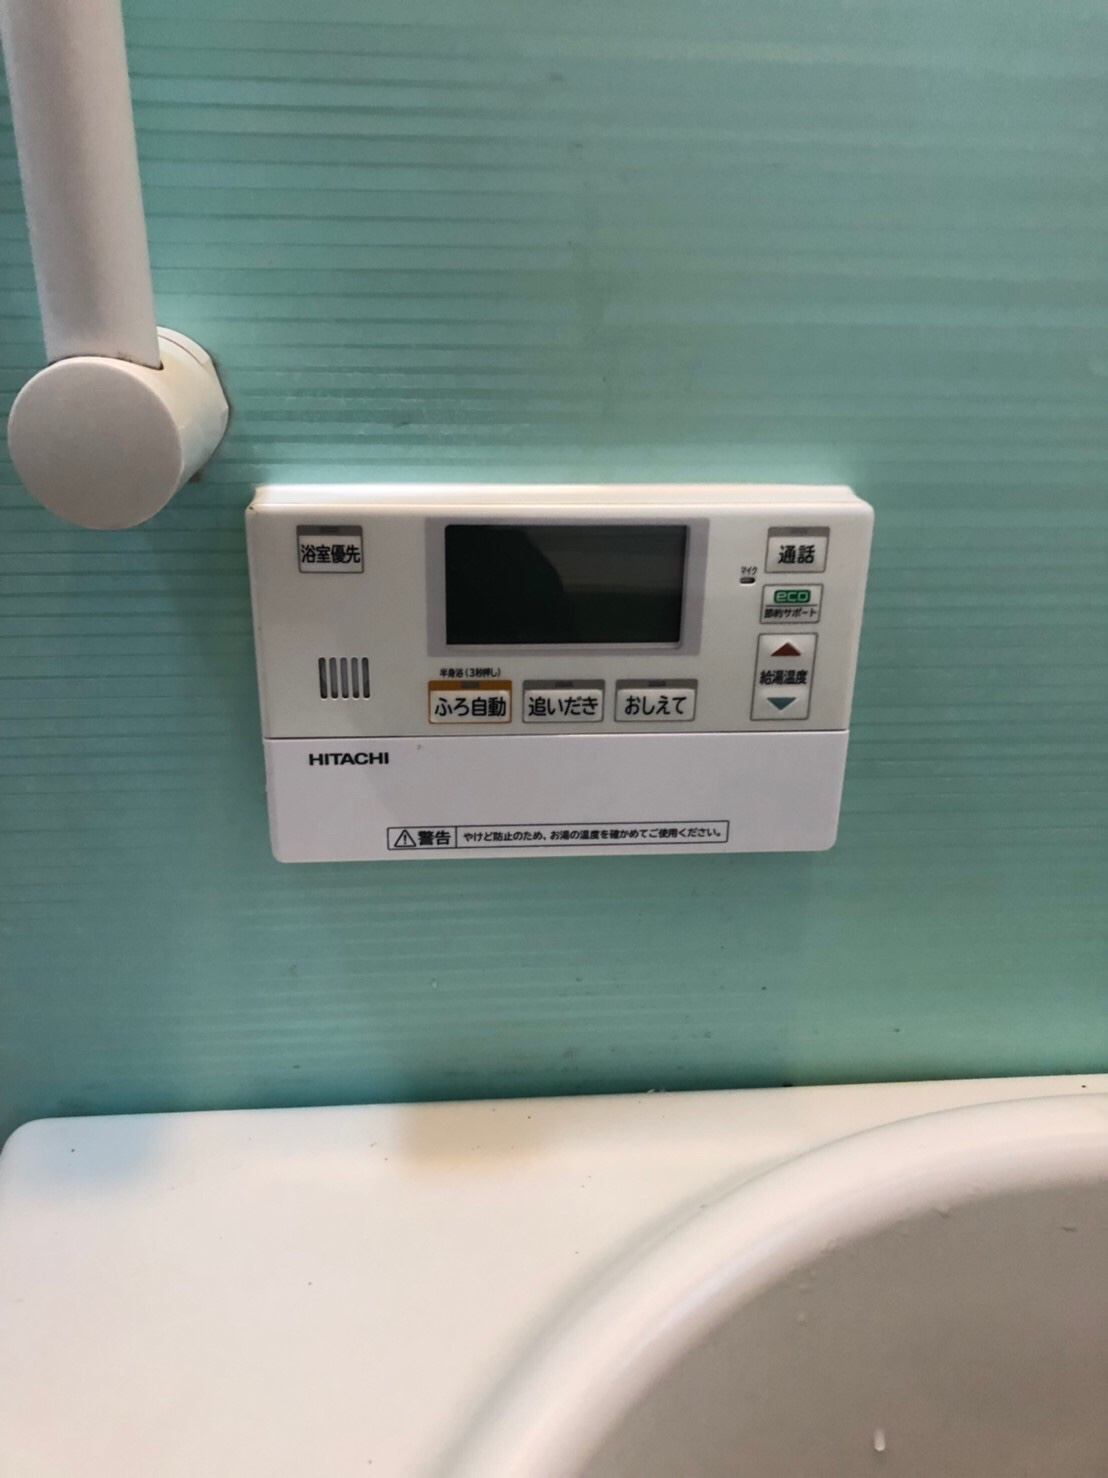 浴室優先
通話
マイク
eco
節約サポート
給湯温度
半身浴(3秒押し)
ふろ自動
追いだき
おしえて
HITACHI
警告 やけど防止のため、お湯の温度を確かめてご使用ください。